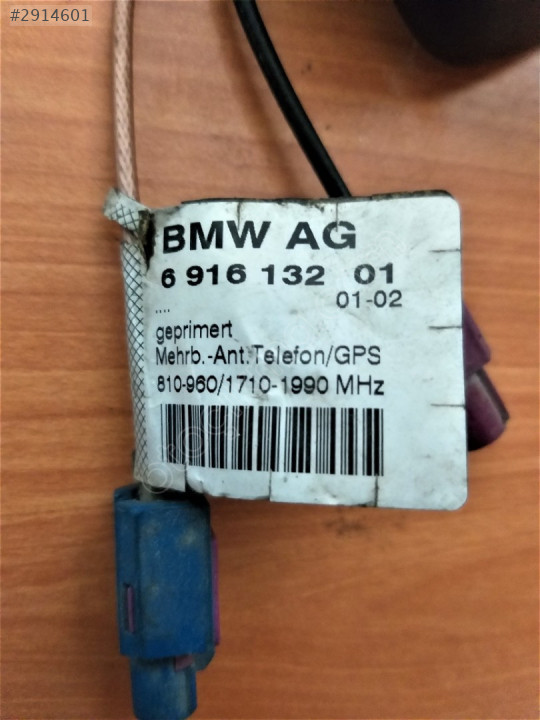 #2914601
BMW AG
6 916 132 01
01-02
....
geprimert
Mehrb.-Ant.Telefon/GPS
810-960/1710-1990 MHz